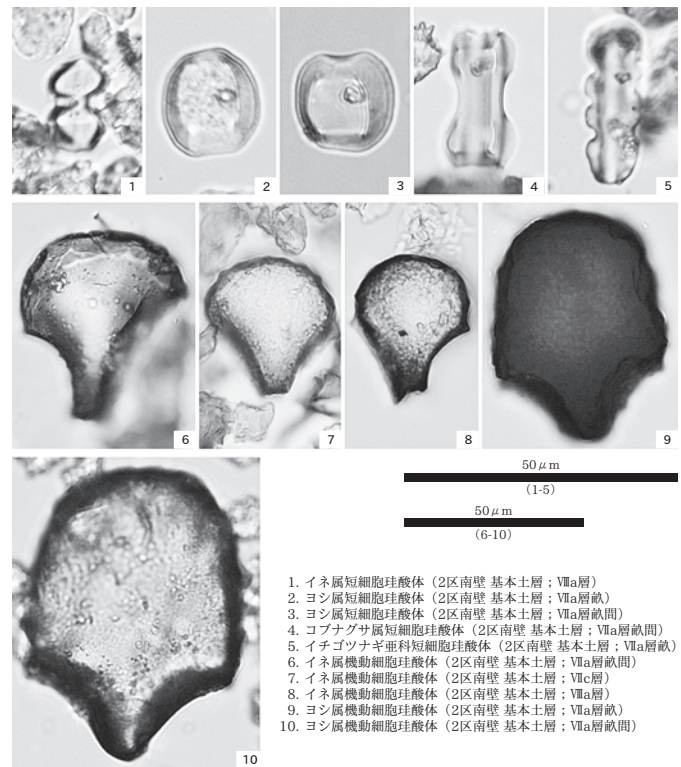 1
2
3
4
5
6
7
8
9
50μm
(1-5)
50μm
(6-10)
10
1. イネ属短細胞珪酸体（2区南壁 基本土層；Ⅷa層）
2. ヨシ属短細胞珪酸体（2区南壁 基本土層；Ⅶa層畝）
3. ヨシ属短細胞珪酸体（2区南壁 基本土層；Ⅶa層畝間）
4. コブナグサ属短細胞珪酸体（2区南壁 基本土層；Ⅶa層畝間）
5. イチゴツナギ亜科短細胞珪酸体（2区南壁 基本土層；Ⅶa層畝）
6. イネ属機動細胞珪酸体（2区南壁 基本土層；Ⅶa層畝間）
7. イネ属機動細胞珪酸体（2区南壁 基本土層；Ⅶc層）
8. イネ属機動細胞珪酸体（2区南壁 基本土層；Ⅷa層）
9. ヨシ属機動細胞珪酸体（2区南壁 基本土層；Ⅶa層畝）
10. ヨシ属機動細胞珪酸体（2区南壁 基本土層；Ⅶa層畝間）